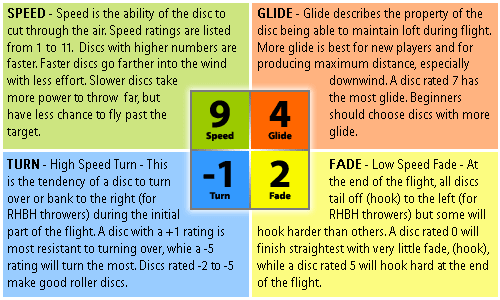 SPEED - Speed is the ability of the disc to
cut through the air. Speed ratings are listed
from 1 to 11. Discs with higher numbers are
faster. Faster discs go farther into the wind
with less effort. Slower discs take
more power to throw far, but
have less chance to fly past the
target.
GLIDE - Glide describes the property of the
disc being able to maintain loft during flight.
More glide is best for new players and for
producing maximum distance, especially
downwind. A disc rated 7 has
the most glide. Beginners
should choose discs with more
glide.
9
Speed
4
Glide
-1
Turn
2
Fade
TURN - High Speed Turn - This
is the tendency of a disc to turn
over or bank to the right (for
RHBH throwers) during the initial
part of the flight. A disc with a +1 rating is
most resistant to turning over, whie a -5
rating will turn the most. Discs rated -2 to -5
make good roller discs.
FADE - Low Speed Fade - At
the end of the flight, all discs
tail off (hook) to the left (for
RHBH throwers) but some will
hook harder than others. A disc rated 0 will
finish straightest with very little fade, (hook),
while a disc rated 5 will hook hard at the end
of the flight.